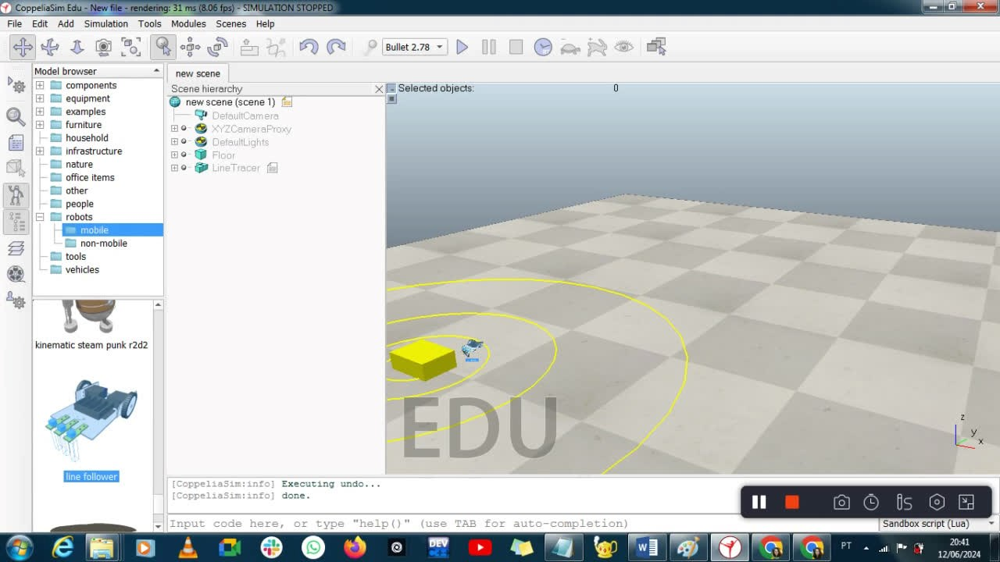 CoppeliaSim Edu - New file - rendering: 31 ms (8.06 fps) - SIMULATION STOPPED
File Edit Add Simulation Tools Modules Scenes Help
Bullet 2.78
Model browser
components
equipment
examples
furniture
household
infrastructure
nature
office items
other
people
robots
mobile
non-mobile
tools
vehicles
kinematic steam punk r2d2
line follower
new scene
Scene hierarchy
new scene (scene 1)
DefaultCamera
XYZCameraProxy
DefaultLights
Floor
LineTracer
Selected objects: 0
EDU
z
y
x
[CoppeliaSim:info] Executing undo...
[CoppeliaSim:info] done.
Input code here, or type "help()" (use TAB for auto-completion)
Sandbox script (Lua)
DEV
PT
20:41
12/06/2024